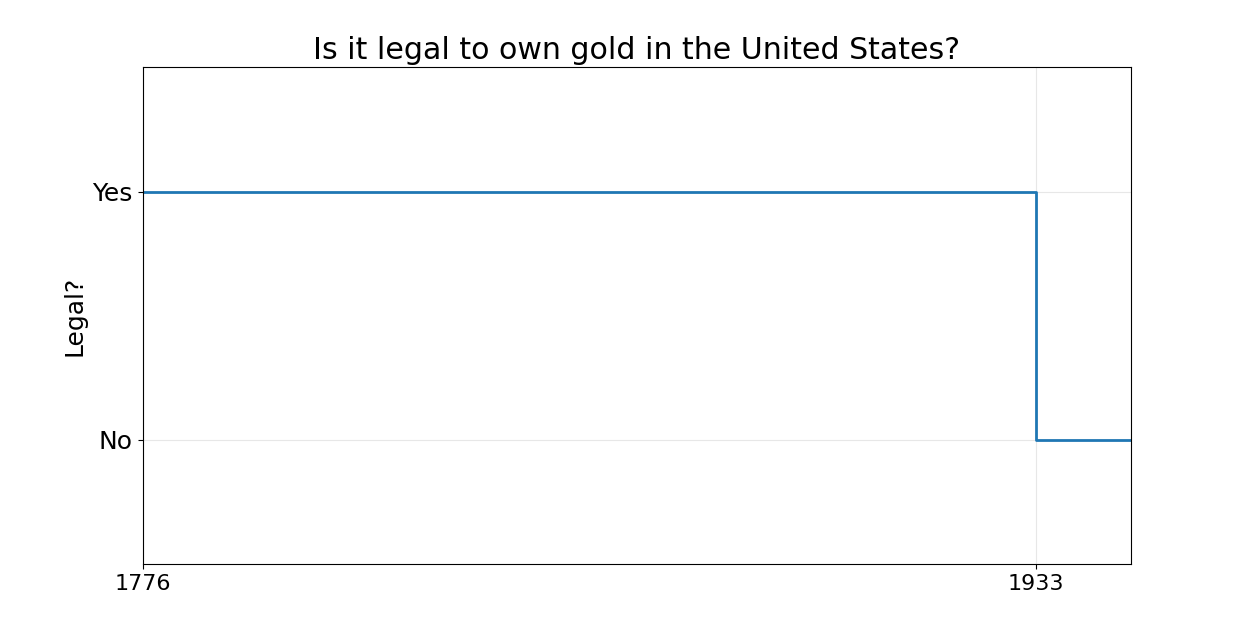 Is it legal to own gold in the United States?
Yes
Legal?
No
1776
1933